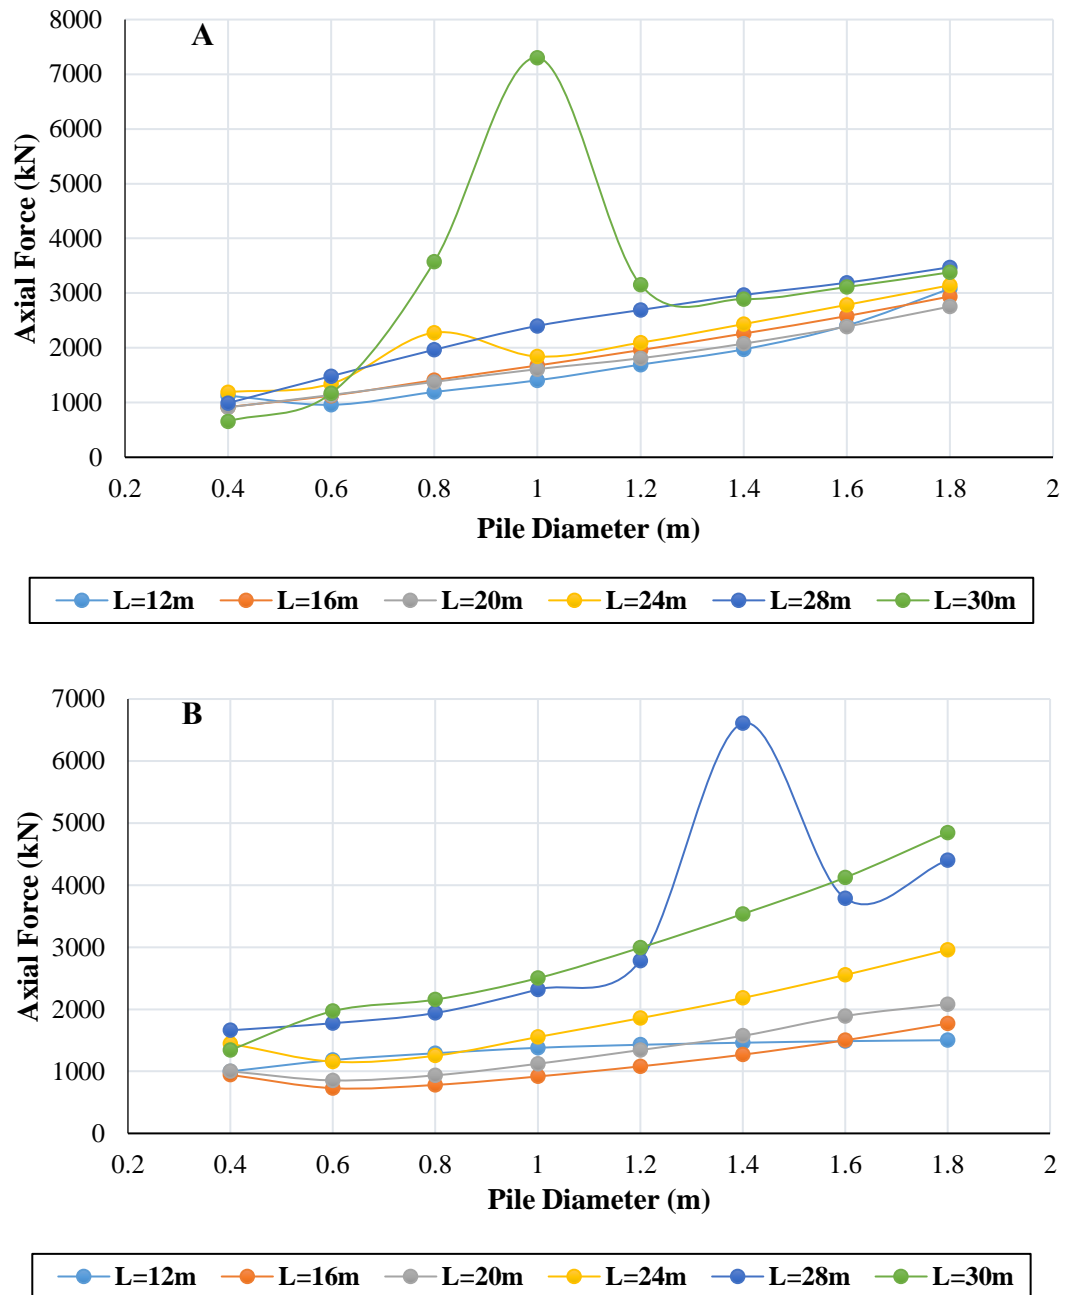 A
8000
7000
6000
5000
4000
3000
2000
1000
0
Axial Force (kN)
0.2 0.4 0.6 0.8 1 1.2 1.4 1.6 1.8 2
Pile Diameter (m)
L=12m L=16m L=20m L=24m L=28m L=30m
B
7000
6000
5000
4000
3000
2000
1000
0
Axial Force (kN)
0.2 0.4 0.6 0.8 1 1.2 1.4 1.6 1.8 2
Pile Diameter (m)
L=12m L=16m L=20m L=24m L=28m L=30m